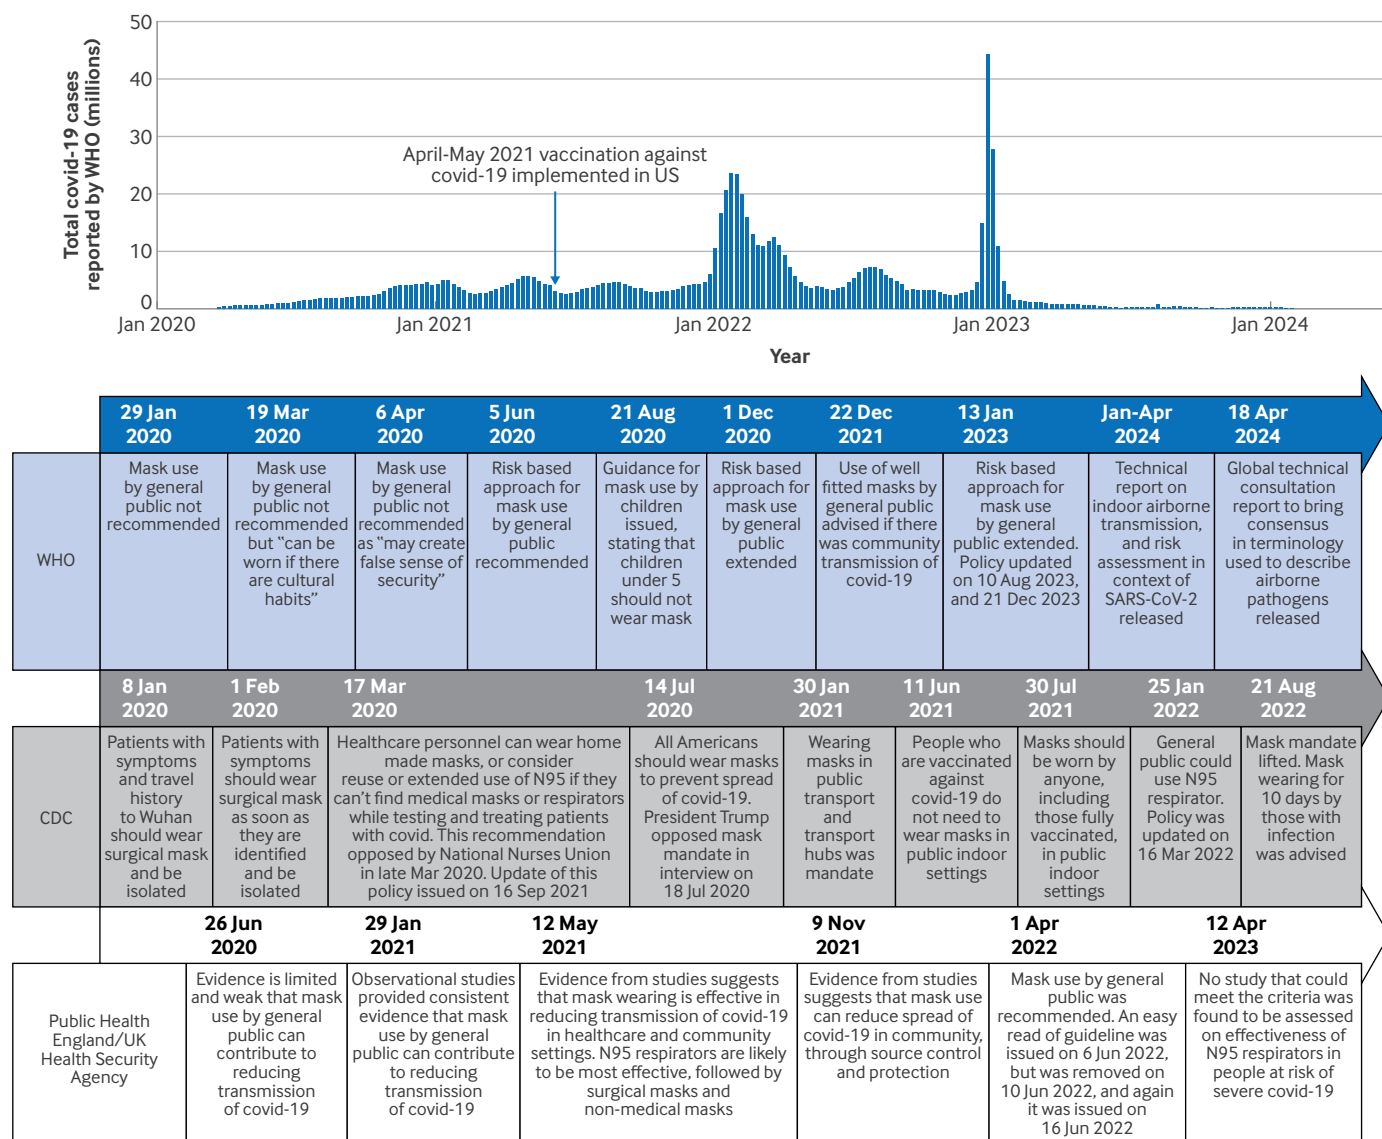 50
40
30
20
10
0
Total covid-19 cases
reported by WHO (millions)
April-May 2021 vaccination against
covid-19 implemented in US
Jan 2020
Jan 2021
Jan 2022
Jan 2023
Jan 2024
Year
29 Jan
2020
19 Mar
2020
6 Apr
2020
5 Jun
2020
21 Aug
2020
1 Dec
2020
22 Dec
2021
13 Jan
2023
Jan-Apr
2024
18 Apr
2024
WHO
Mask use
by general
public not
recommended
Mask use
by general
public not
recommended
but “can be
worn if there
are cultural
habits”
Mask use
by general
public not
recommended
as “may create
false sense of
security”
Risk based
approach for
mask use
by general
public
recommended
Guidance for
mask use by
children
issued,
stating that
children
under 5
should not
wear mask
Risk based
approach for
mask use
by general
public
extended
Use of well
fitted masks by
general public
advised if there
was community
transmission of
covid-19
Risk based
approach for
mask use
by general
public extended.
Policy updated
on 10 Aug 2023,
and 21 Dec 2023
Technical
report on
indoor airborne
transmission,
and risk
assessment in
context of
SARS-CoV-2
released
Global technical
consultation
report to bring
consensus
in terminology
used to describe
airborne
pathogens
released
8 Jan
2020
1 Feb
2020
17 Mar
2020
14 Jul
2020
30 Jan
2021
11 Jun
2021
30 Jul
2021
25 Jan
2022
21 Aug
2022
CDC
Patients with
symptoms
and travel
history
to Wuhan
should wear
surgical mask
and be
isolated
Patients with
symptoms
should wear
surgical mask
as soon as
they are
identified
and be
isolated
Healthcare personnel can wear home
made masks, or consider
reuse or extended use of N95 if they
can’t find medical masks or respirators
while testing and treating patients
with covid. This recommendation
opposed by National Nurses Union
in late Mar 2020. Update of this
policy issued on 16 Sep 2021
All Americans
should wear masks
to prevent spread
of covid-19.
President Trump
opposed mask
mandate in
interview on
18 Jul 2020
Wearing
masks in
public
transport
and
transport
hubs was
mandate
People who
are vaccinated
against
covid-19 do
not need to
wear masks in
public indoor
settings
Masks should
be worn by
anyone,
including
those fully
vaccinated,
in public
indoor
settings
General
public could
use N95
respirator.
Policy was
updated on
16 Mar 2022
Mask mandate
lifted. Mask
wearing for
10 days by
those with
infection
was advised
26 Jun
2020
29 Jan
2021
12 May
2021
9 Nov
2021
1 Apr
2022
12 Apr
2023
Public Health
England/UK
Health Security
Agency
Evidence is limited
and weak that mask
use by general
public can
contribute to
reducing
transmission
of covid-19
Observational studies
provided consistent
evidence that mask
use by general
public can contribute
to reducing
transmission
of covid-19
Evidence from studies suggests
that mask wearing is effective in
reducing transmission of covid-19
in healthcare and community
settings. N95 respirators are likely
to be most effective, followed by
surgical masks and
non-medical masks
Evidence from studies
suggests that mask use
can reduce spread of
covid-19 in community,
through source control
and protection
Mask use by general
public was
recommended. An easy
read of guideline was
issued on 6 Jun 2022,
but was removed on
10 Jun 2022, and again
it was issued on
16 Jun 2022
No study that could
meet the criteria was
found to be assessed
on effectiveness of
N95 respirators in
people at risk of
severe covid-19